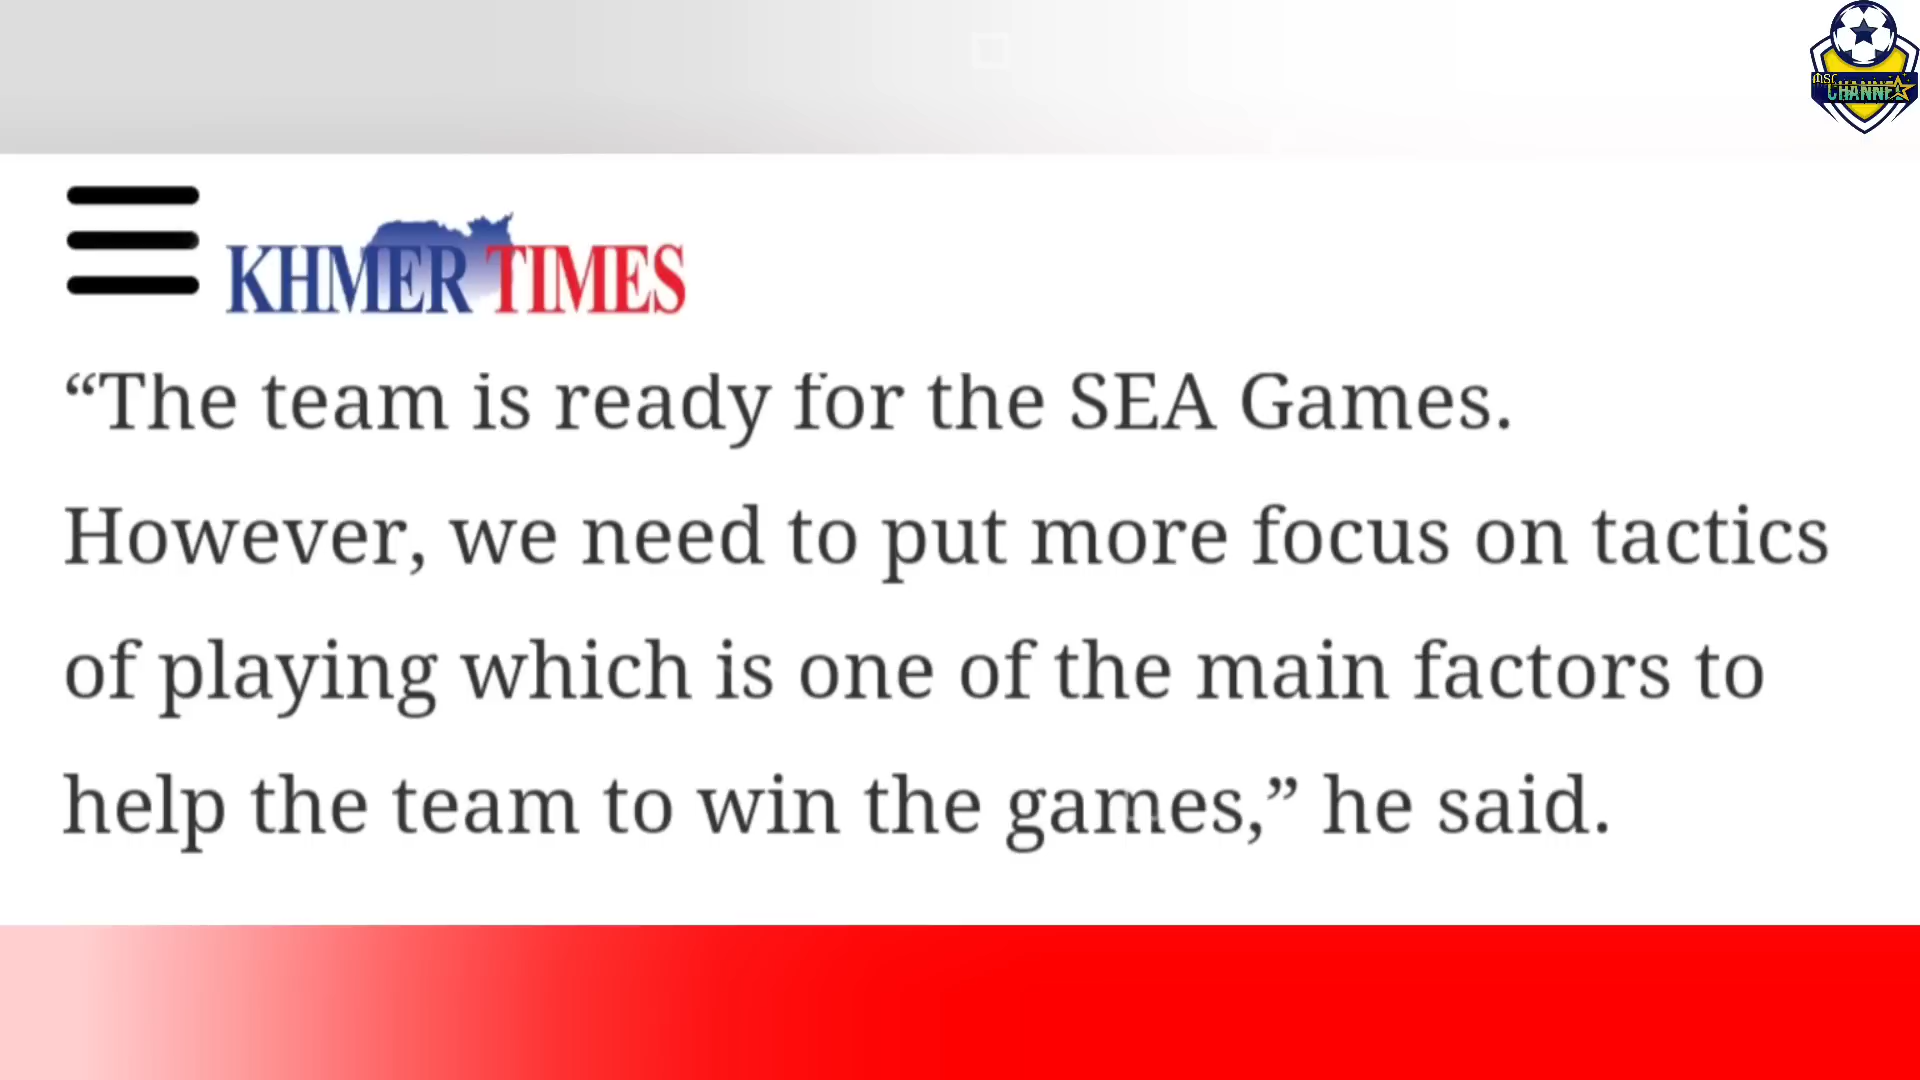 MSC
CHANNEL
KHMER TIMES
“The team is ready for the SEA Games.
However, we need to put more focus on tactics
of playing which is one of the main factors to
help the team to win the games,” he said.